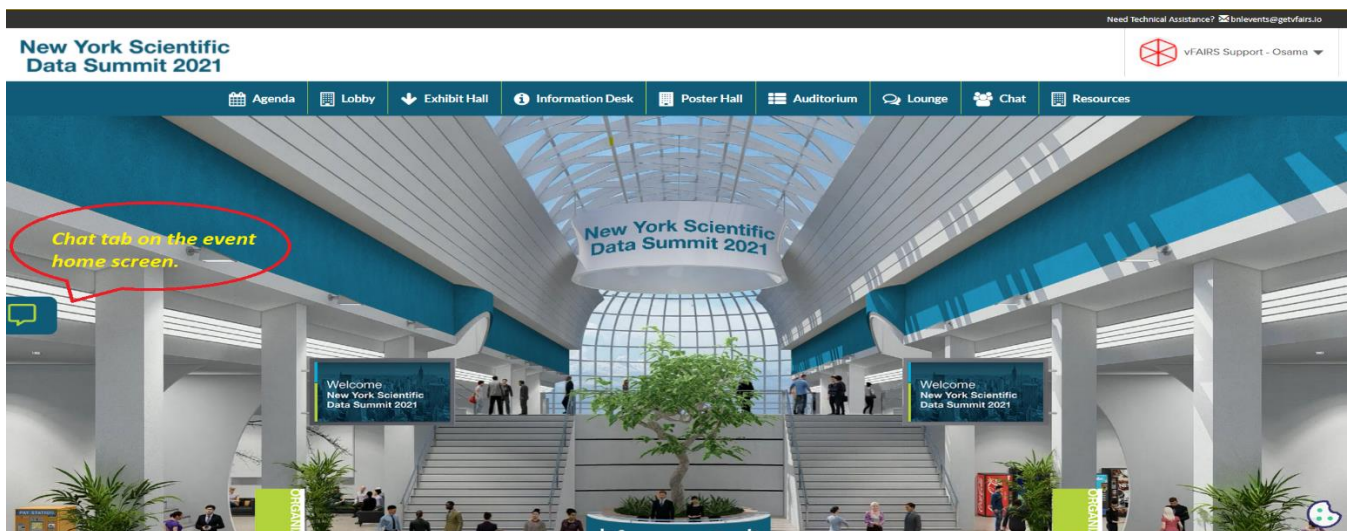 Need Technical Assistance? bnlevents@getvfairs.io
New York Scientific
Data Summit 2021
vFAIRS Support - Osama
Agenda
Lobby
Exhibit Hall
Information Desk
Poster Hall
Auditorium
Lounge
Chat
Resources
New York Scientific
Data Summit 2021
Chat tab on the event
home screen.
Welcome
New York Scientific
Data Summit 2021
Welcome
New York Scientific
Data Summit 2021